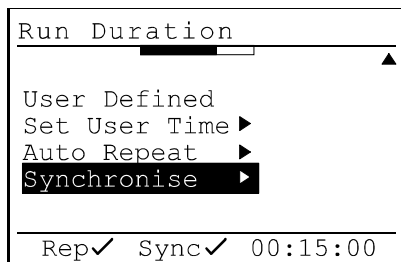 Run Duration
User Defined
Set User Time
Auto Repeat
Synchronise
Rep✓ Sync✓ 00:15:00